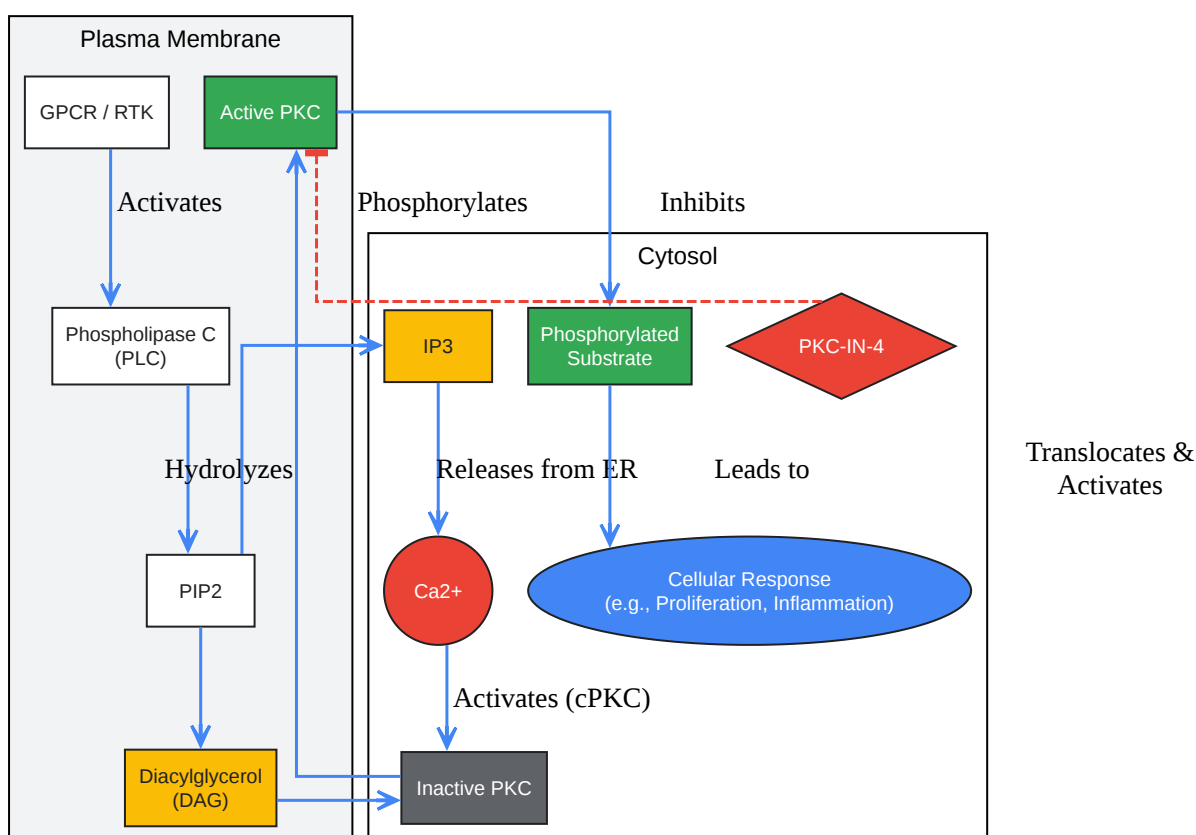 Plasma Membrane
GPCR / RTK
Active PKC
Activates
Phosphorylates
Inhibits
Cytosol
Phospholipase C
(PLC)
IP3
Phosphorylated
Substrate
PKC-IN-4
Hydrolyzes
Releases from ER
Leads to
Translocates &
Activates
PIP2
Ca2+
Cellular Response
(e.g., Proliferation, Inflammation)
Activates (cPKC)
Diacylglycerol
(DAG)
Inactive PKC